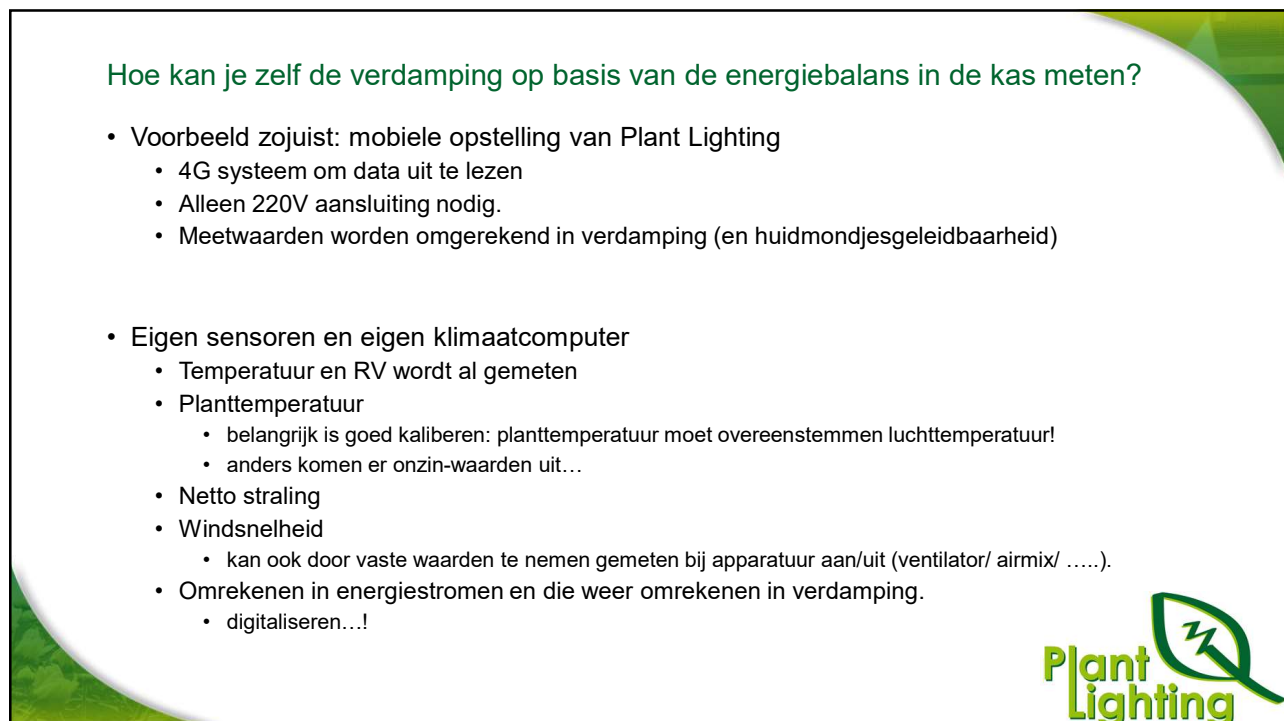 Hoe kan je zelf de verdamping op basis van de energiebalans in de kas meten?
• Voorbeeld zojuist: mobiele opstelling van Plant Lighting
• 4G systeem om data uit te lezen
• Alleen 220V aansluiting nodig.
• Meetwaarden worden omgerekend in verdamping (en huidmondjesgeleidbaarheid)
• Eigen sensoren en eigen klimaatcomputer
• Temperatuur en RV wordt al gemeten
• Planttemperatuur
• belangrijk is goed kaliberen: planttemperatuur moet overeenstemmen luchttemperatuur!
• anders komen er onzin-waarden uit…
• Netto straling
• Windsnelheid
• kan ook door vaste waarden te nemen gemeten bij apparatuur aan/uit (ventilator/ airmix/ …..).
• Omrekenen in energiestromen en die weer omrekenen in verdamping.
• digitaliseren…!
Plant
Lighting